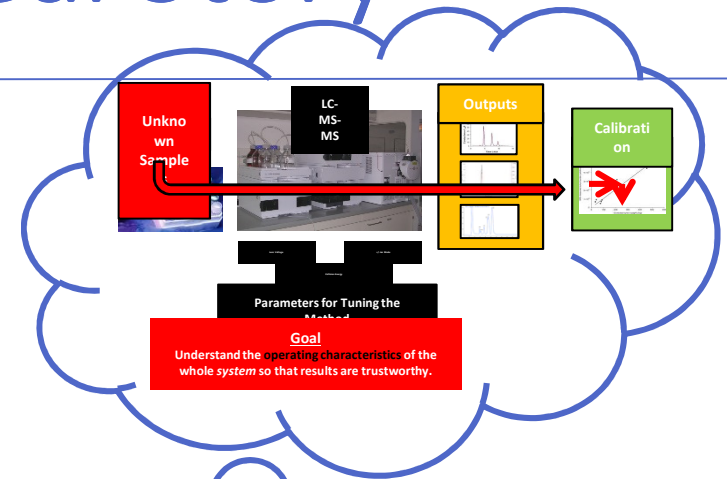 Unkno
wn
Sample
LC-
MS-
MS
Outputs
Calibrati
on
Parameters for Tuning the
Method
Goal
Understand the operating characteristics of the
whole system so that results are trustworthy.